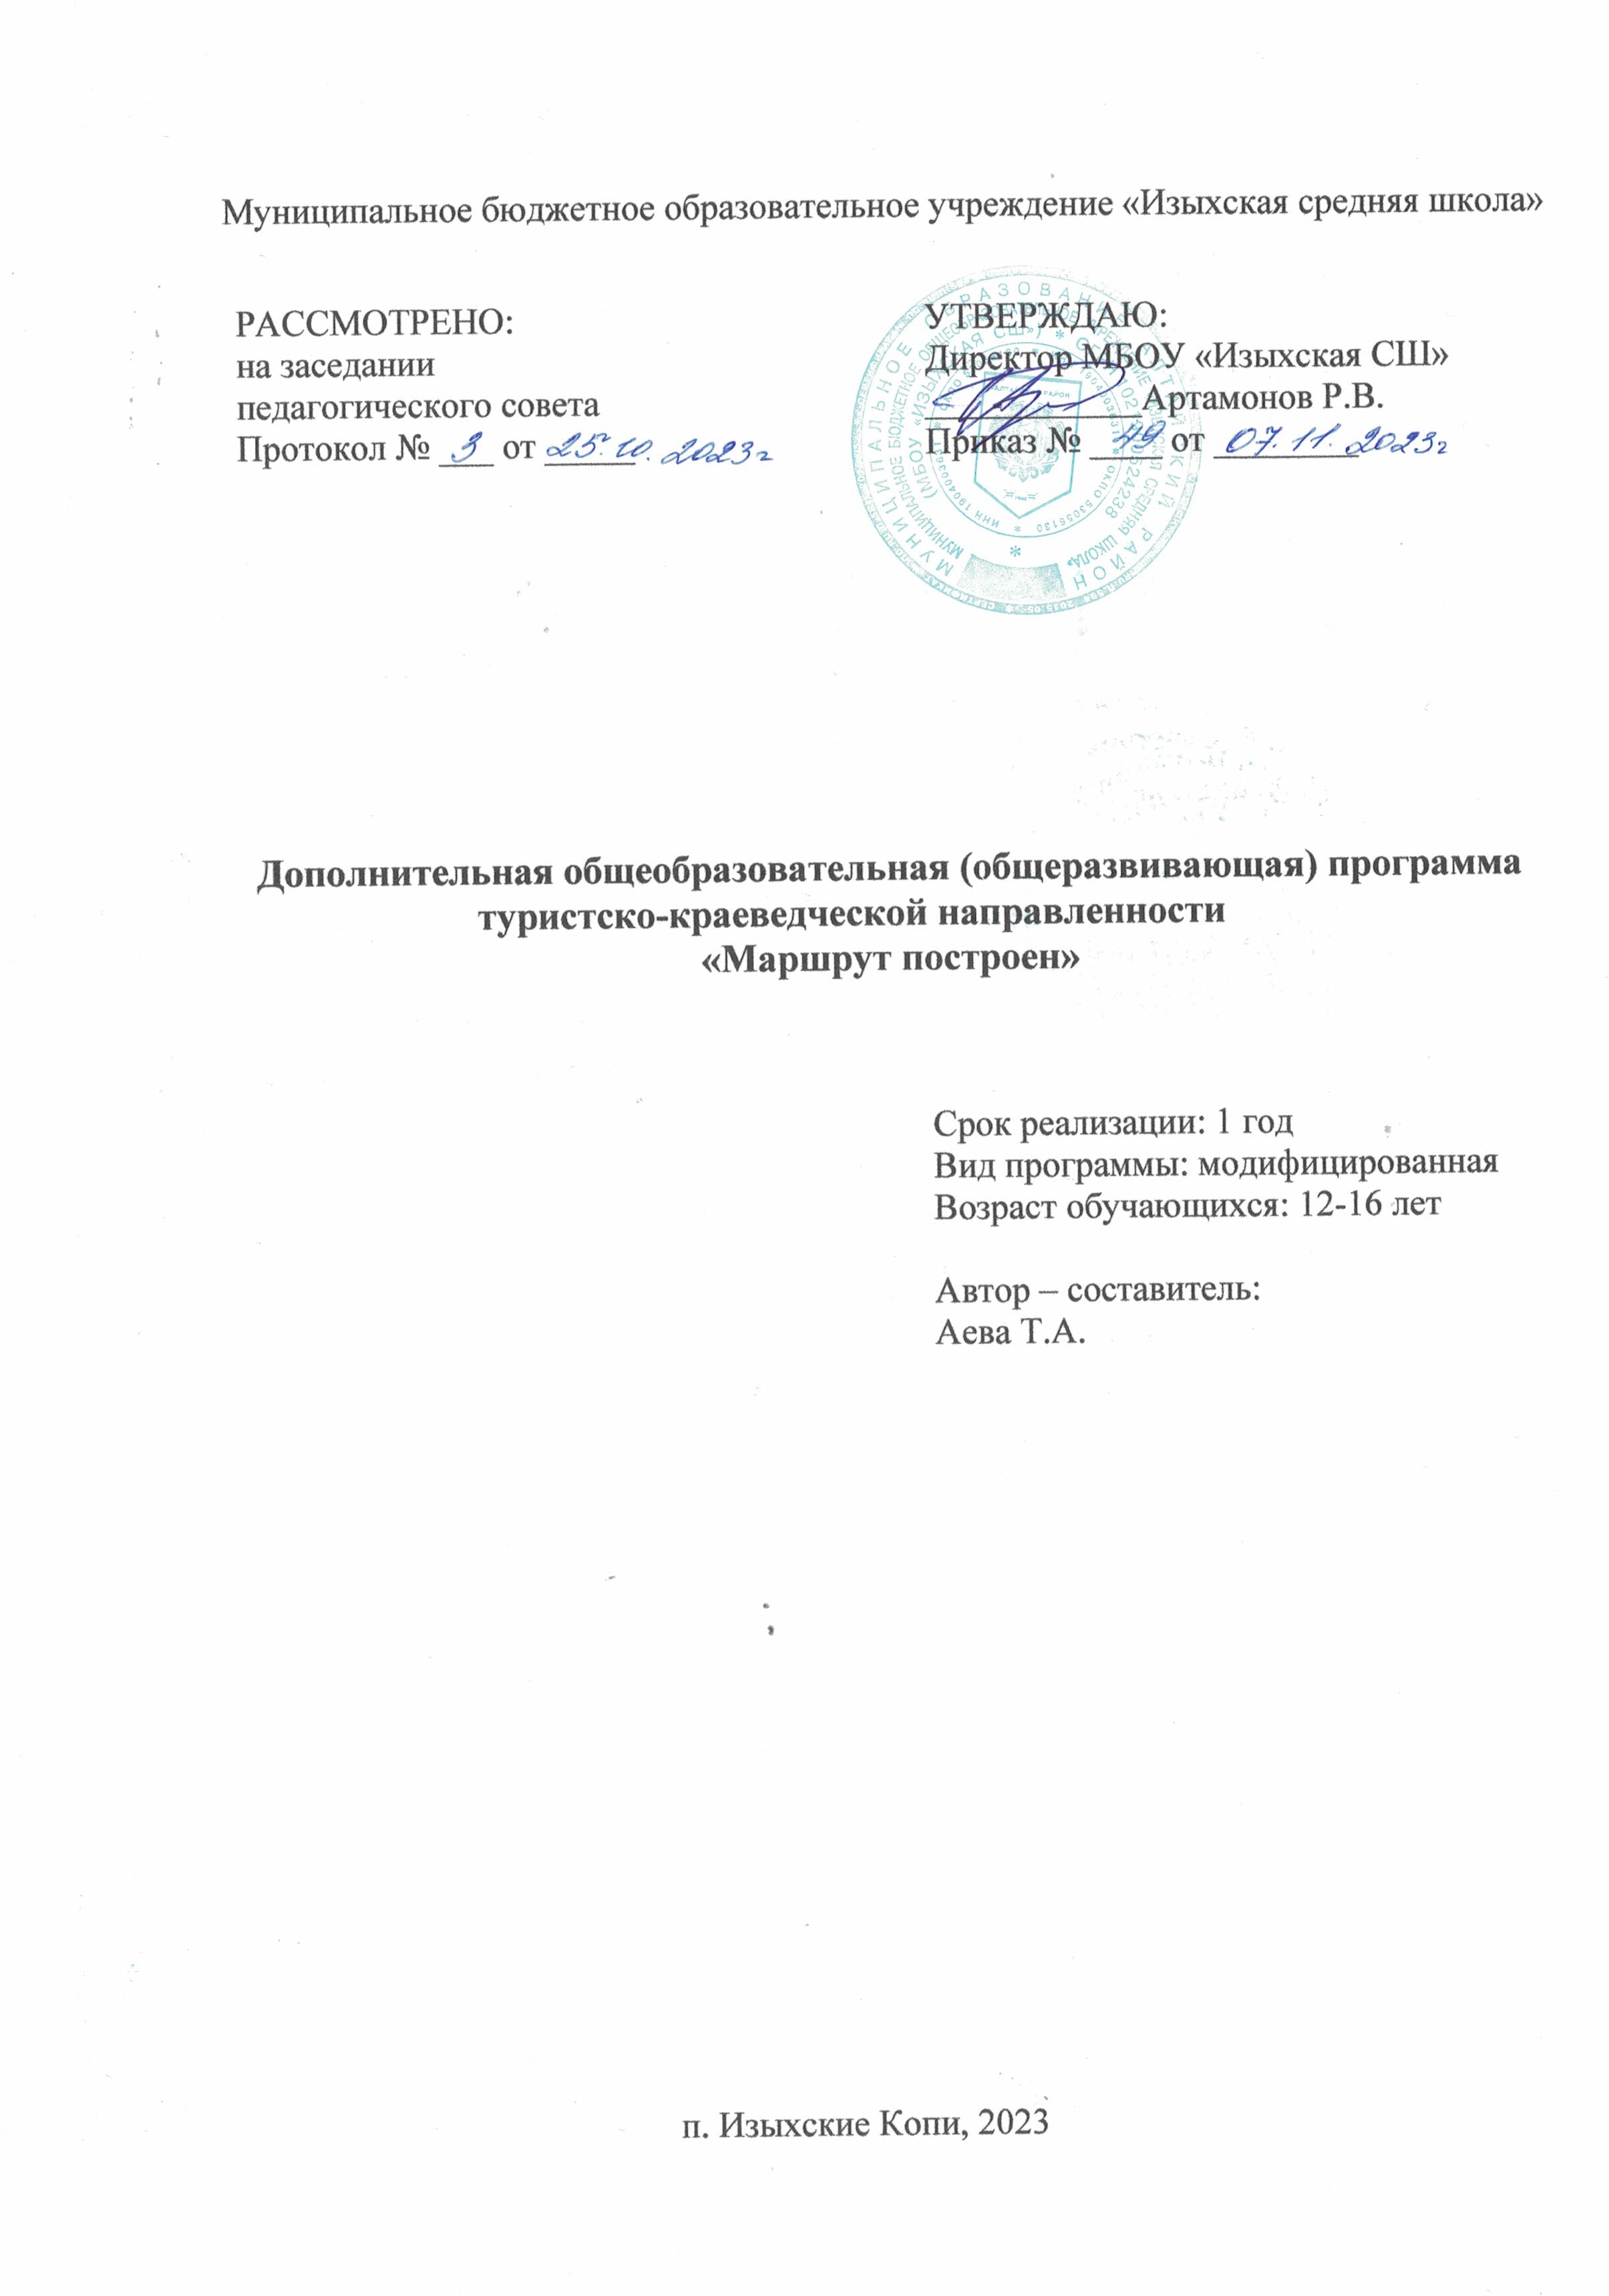 Муниципальное бюджетное образовательное учреждение «Изыхская средняя школа»
РАССМОТРЕНО:
на заседании
педагогического совета
Протокол № 3 от 25.10. 2023г
УТВЕРЖДАЮ:
Директор МБОУ «Изыхская СШ»
Артамонов Р.В.
Приказ № 49 от 07.11. 2023г
Дополнительная общеобразовательная (общеразвивающая) программа
туристско-краеведческой направленности
«Маршрут построен»
Срок реализации: 1 год
Вид программы: модифицированная
Возраст обучающихся: 12-16 лет
Автор – составитель:
Аева Т.А.
п. Изыхские Копи, 2023